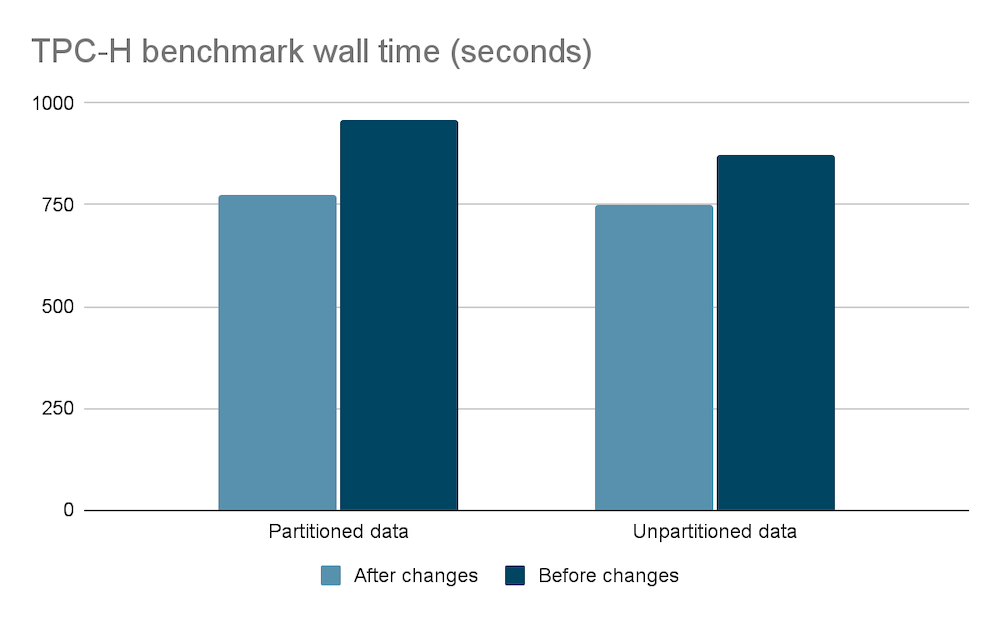 TPC-H benchmark wall time (seconds)
1000
750
500
250
0
Partitioned data
Unpartitioned data
After changes
Before changes